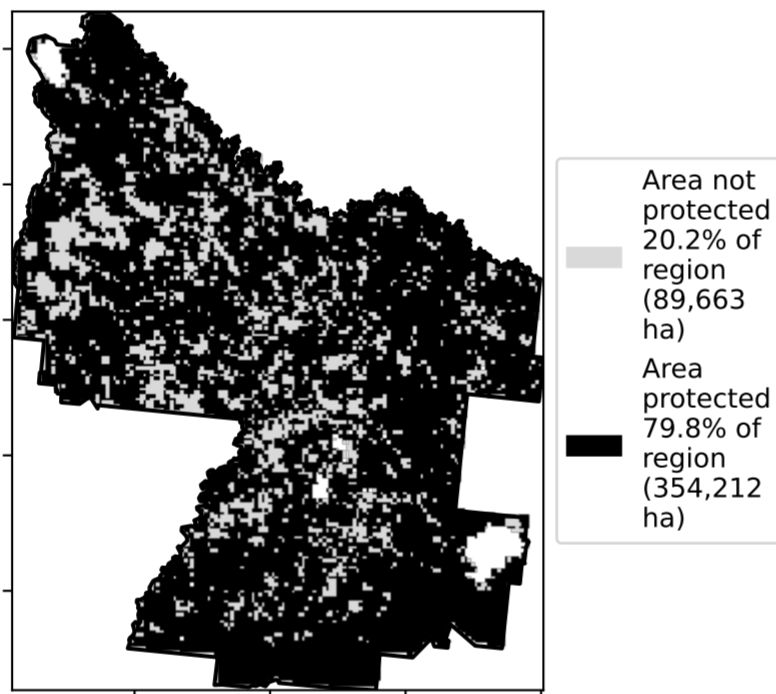 Area not
protected
20.2% of
region
(89,663
ha)
Area
protected
79.8% of
region
(354,212
ha)